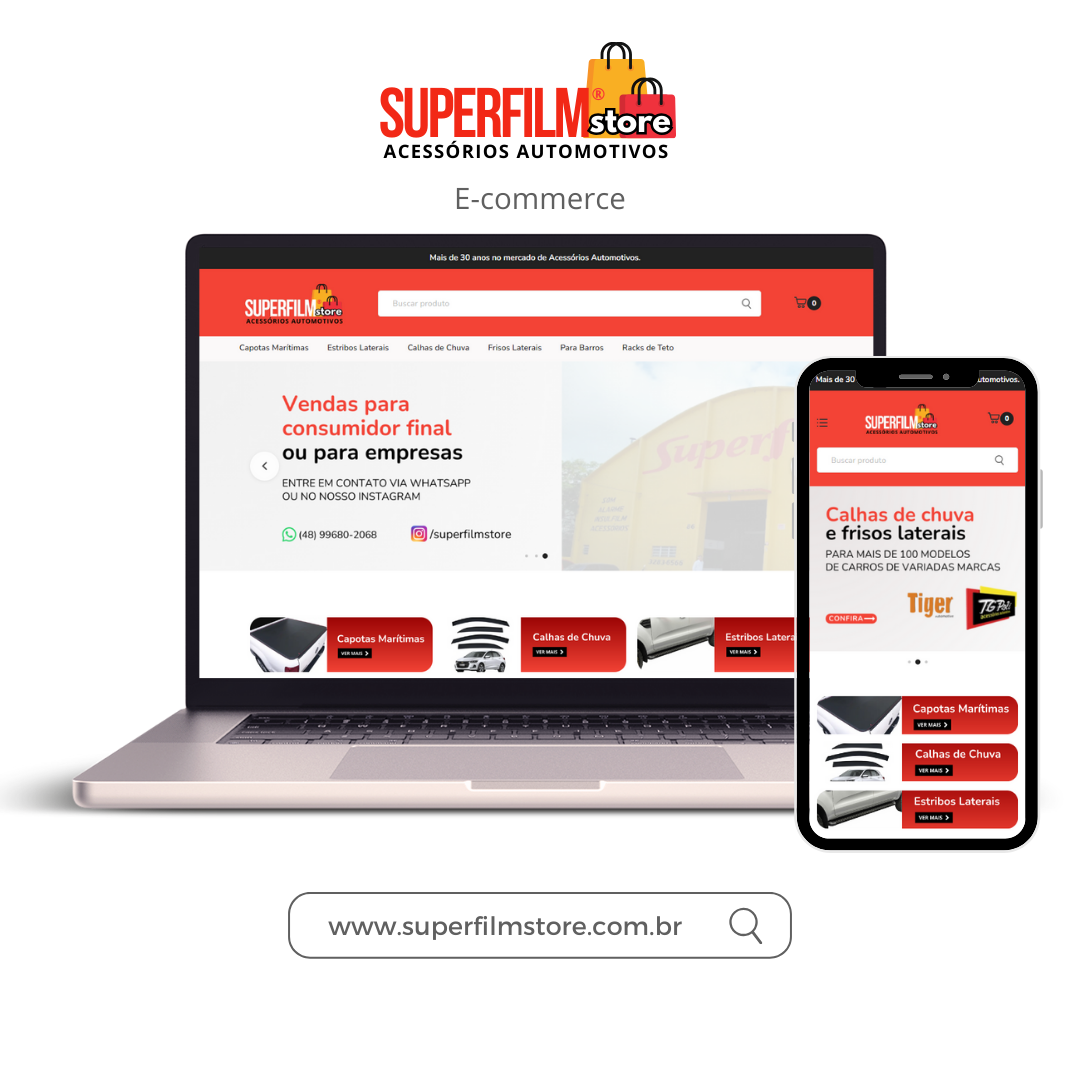 SUPERFILM®
store
ACESSÓRIOS AUTOMOTIVOS
E-commerce
Mais de 30 anos no mercado de Acessórios Automotivos.
SUPERFILM store
ACESSÓRIOS AUTOMOTIVOS
Buscar produto
0
Capotas Marítimas Estribos Laterais Calhas de Chuva Frisos Laterais Para Barros Racks de Teto
Vendas para
consumidor final
ou para empresas
ENTRE EM CONTATO VIA WHATSAPP
OU NO NOSSO INSTAGRAM
(48) 99680-2068 /superfilmstore
Superf
Capotas Marítimas
VER MAIS
Calhas de Chuva
VER MAIS
Estribos Latera
VER MAIS
Mais de 30 utomotivos.
SUPERFILM store
ACESSÓRIOS AUTOMOTIVOS
0
Buscar produto
Calhas de chuva
e frisos laterais
PARA MAIS DE 100 MODELOS
DE CARROS DE VARIADAS MARCAS
CONFIRA
Tiger
TG Poli
Capotas Marítimas
VER MAIS
Calhas de Chuva
VER MAIS
Estribos Laterais
VER MAIS
www.superfilmstore.com.br